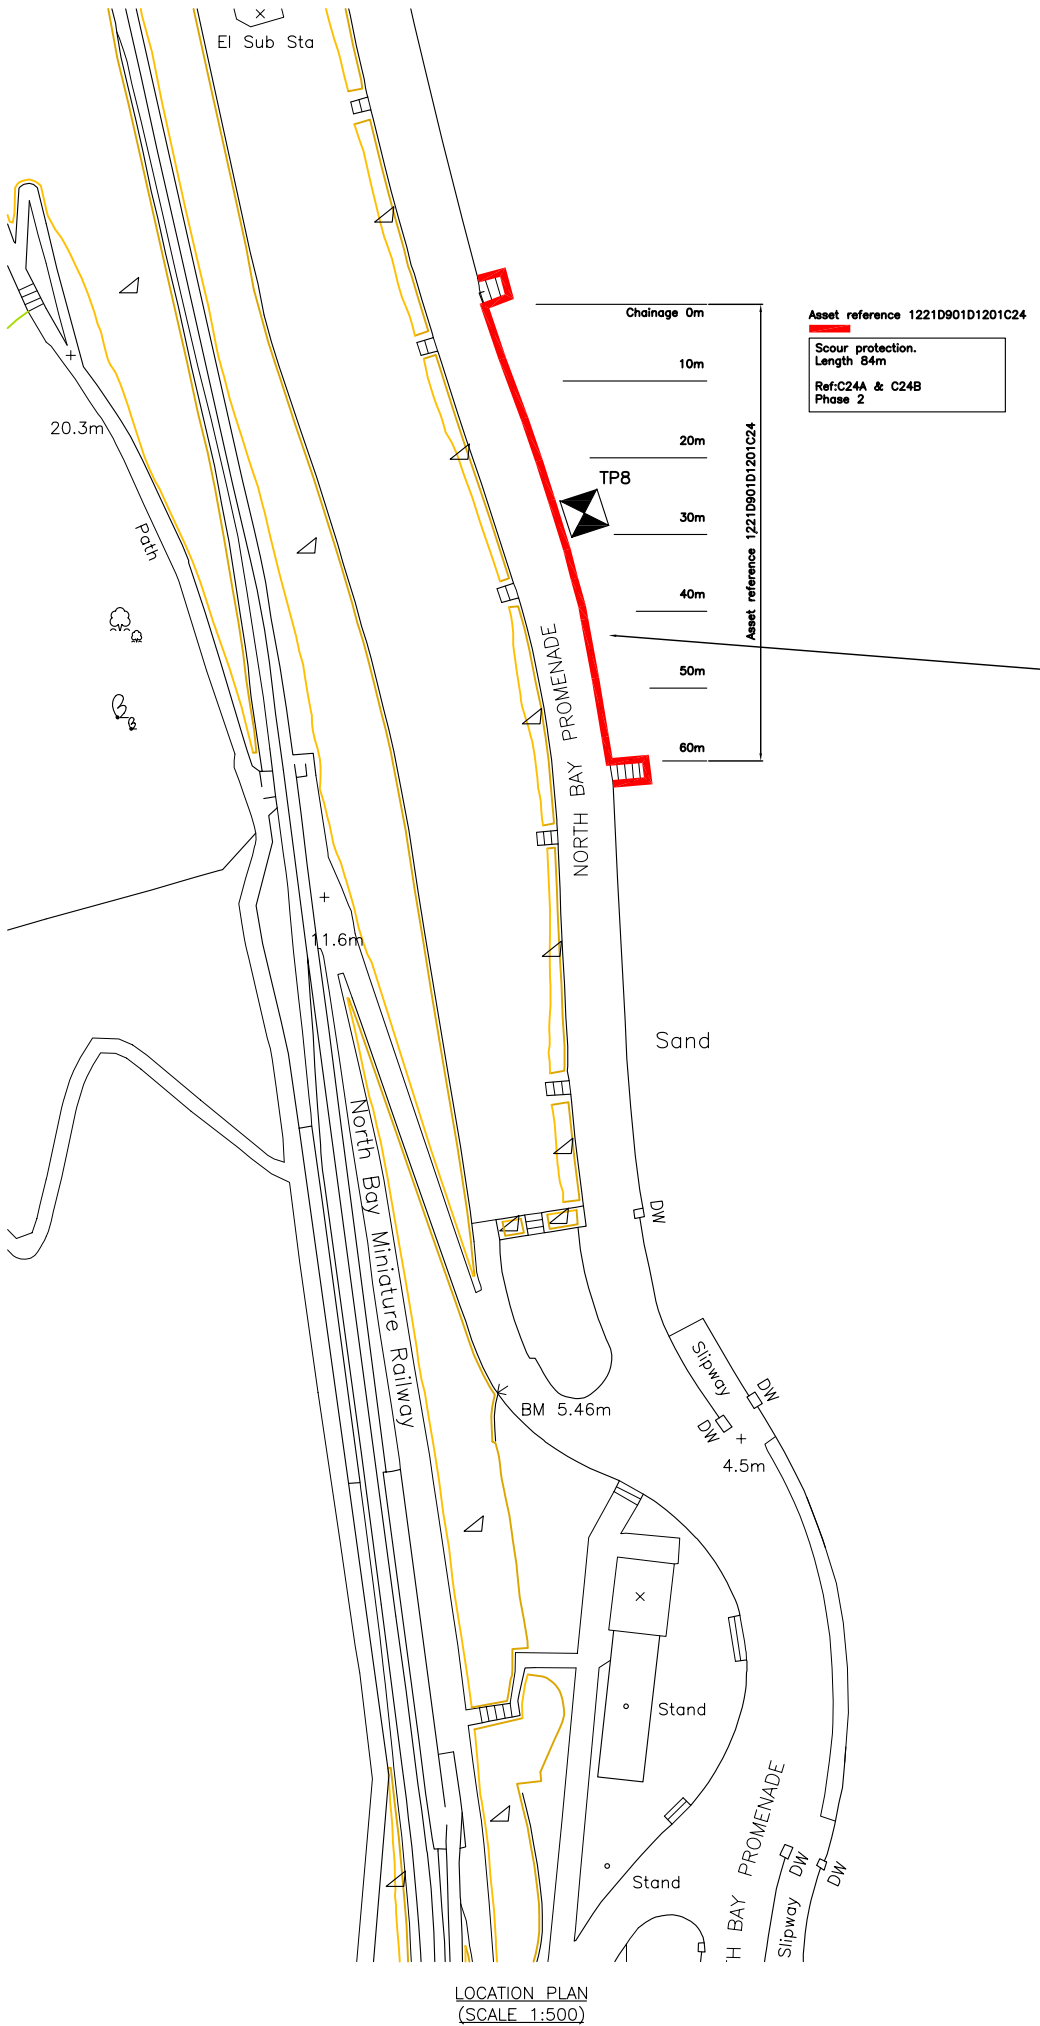 El Sub Sta
Chainage 0m
Asset reference 1221D901D1201C24
Scour protection.
Length 84m
Ref:C24A & C24B
Phase 2
10m
20.3m
20m
Asset reference 1221D901D1201C24
TP8
30m
Path
40m
NORTH BAY PROMENADE
50m
60m
11.6m
Sand
North Bay Miniature Railway
DW
Slipway
DW
BM 5.46m
DW
4.5m
Stand
BAY PROMENADE
Stand
Slipway
DW
DW
LOCATION PLAN
(SCALE 1:500)